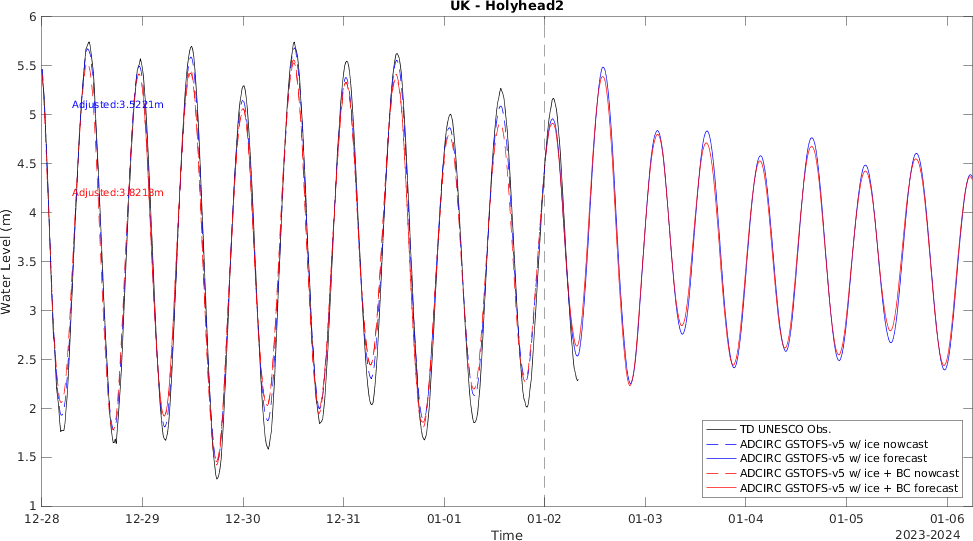 UK - Holyhead2
6
5.5
5
4.5
4
3.5
3
2.5
2
1.5
1
Water Level (m)
Adjusted:3.5221m
Adjusted:3.8213m
TD UNESCO Obs.
ADCIRC GSTOFS-v5 w/ ice nowcast
ADCIRC GSTOFS-v5 w/ ice forecast
ADCIRC GSTOFS-v5 w/ ice + BC nowcast
ADCIRC GSTOFS-v5 w/ ice + BC forecast
12-28 12-29 12-30 12-31 01-01 01-02 01-03 01-04 01-05 01-06
Time
2023-2024